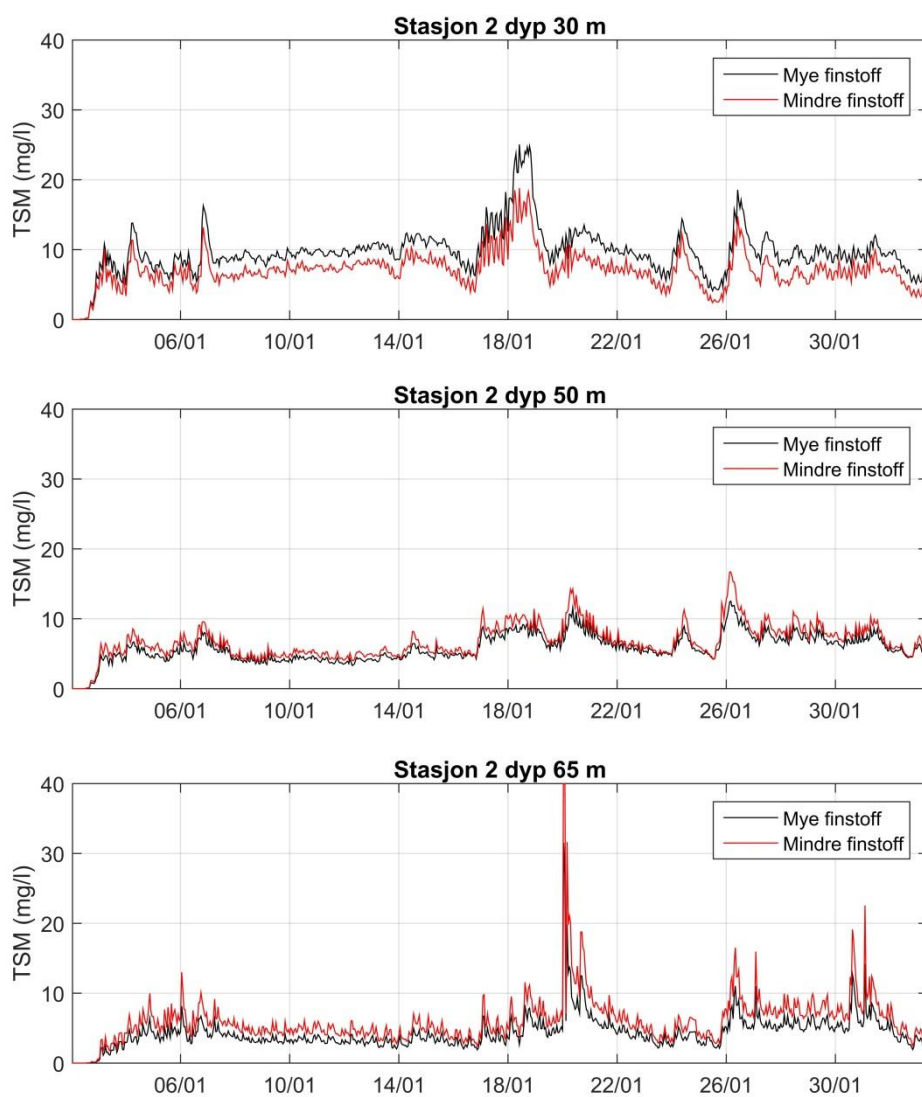 Stasjon 2 dyp 30 m
40
30
20
10
0
TSM (mg/l)
Mye finstoff
Mindre finstoff
06/01 10/01 14/01 18/01 22/01 26/01 30/01
Stasjon 2 dyp 50 m
40
30
20
10
0
TSM (mg/l)
Mye finstoff
Mindre finstoff
06/01 10/01 14/01 18/01 22/01 26/01 30/01
Stasjon 2 dyp 65 m
40
30
20
10
0
TSM (mg/l)
Mye finstoff
Mindre finstoff
06/01 10/01 14/01 18/01 22/01 26/01 30/01